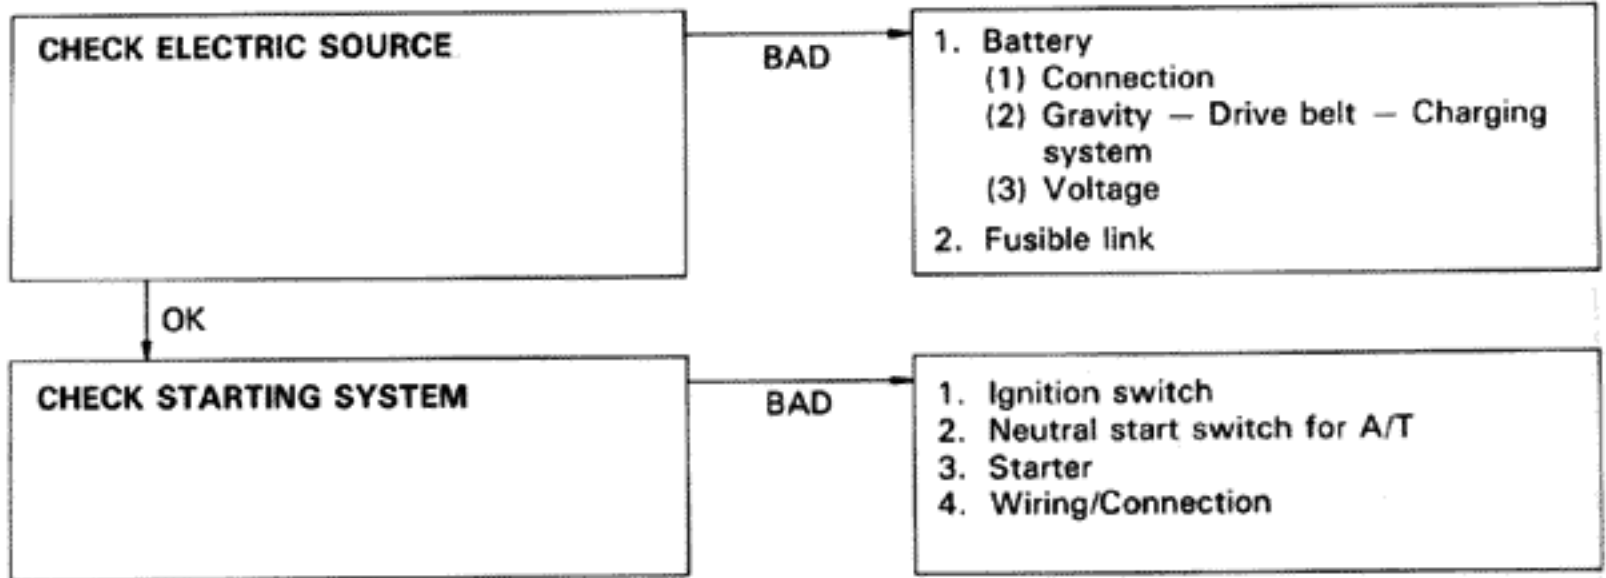 CHECK ELECTRIC SOURCE
BAD
1. Battery
(1) Connection
(2) Gravity — Drive belt — Charging
system
(3) Voltage
2. Fusible link
OK
CHECK STARTING SYSTEM
BAD
1. Ignition switch
2. Neutral start switch for A/T
3. Starter
4. Wiring/Connection